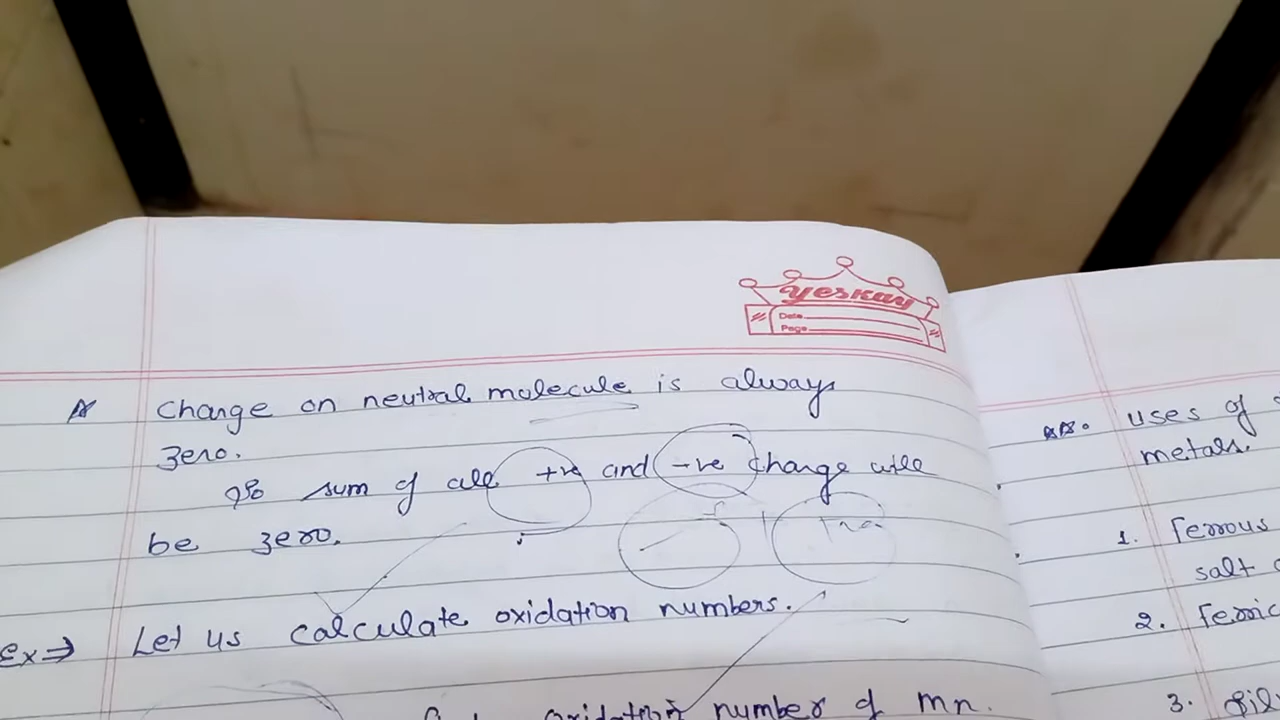 Yeskay
Date
Page
Charge on neutral molecule is always
zero.
sum of all +ve and -ve charge will
be zero.
Ex⇒ Let us calculate oxidation numbers.
oxidation number of mn.
uses of
metals.
1. Ferrous
salt
2. Ferric
3.